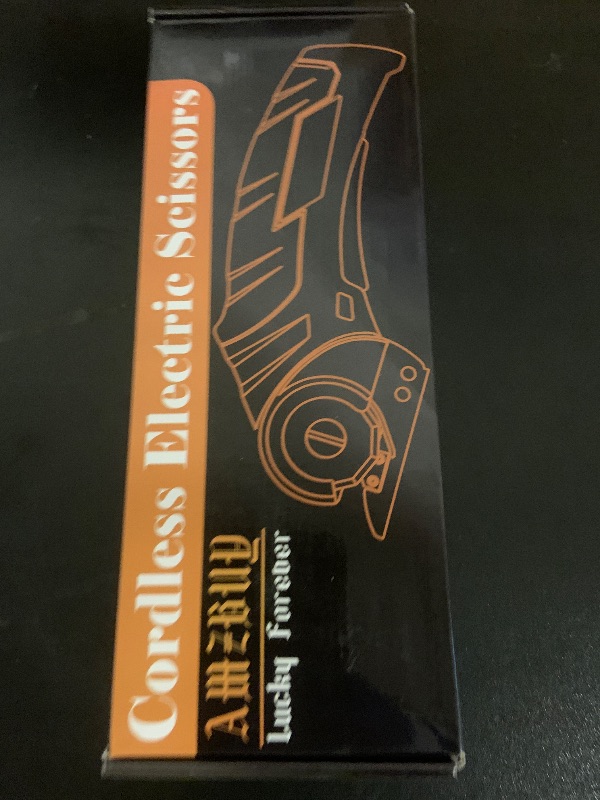 Cordless Electric Scissors
AMZBUY
Lucky Forever